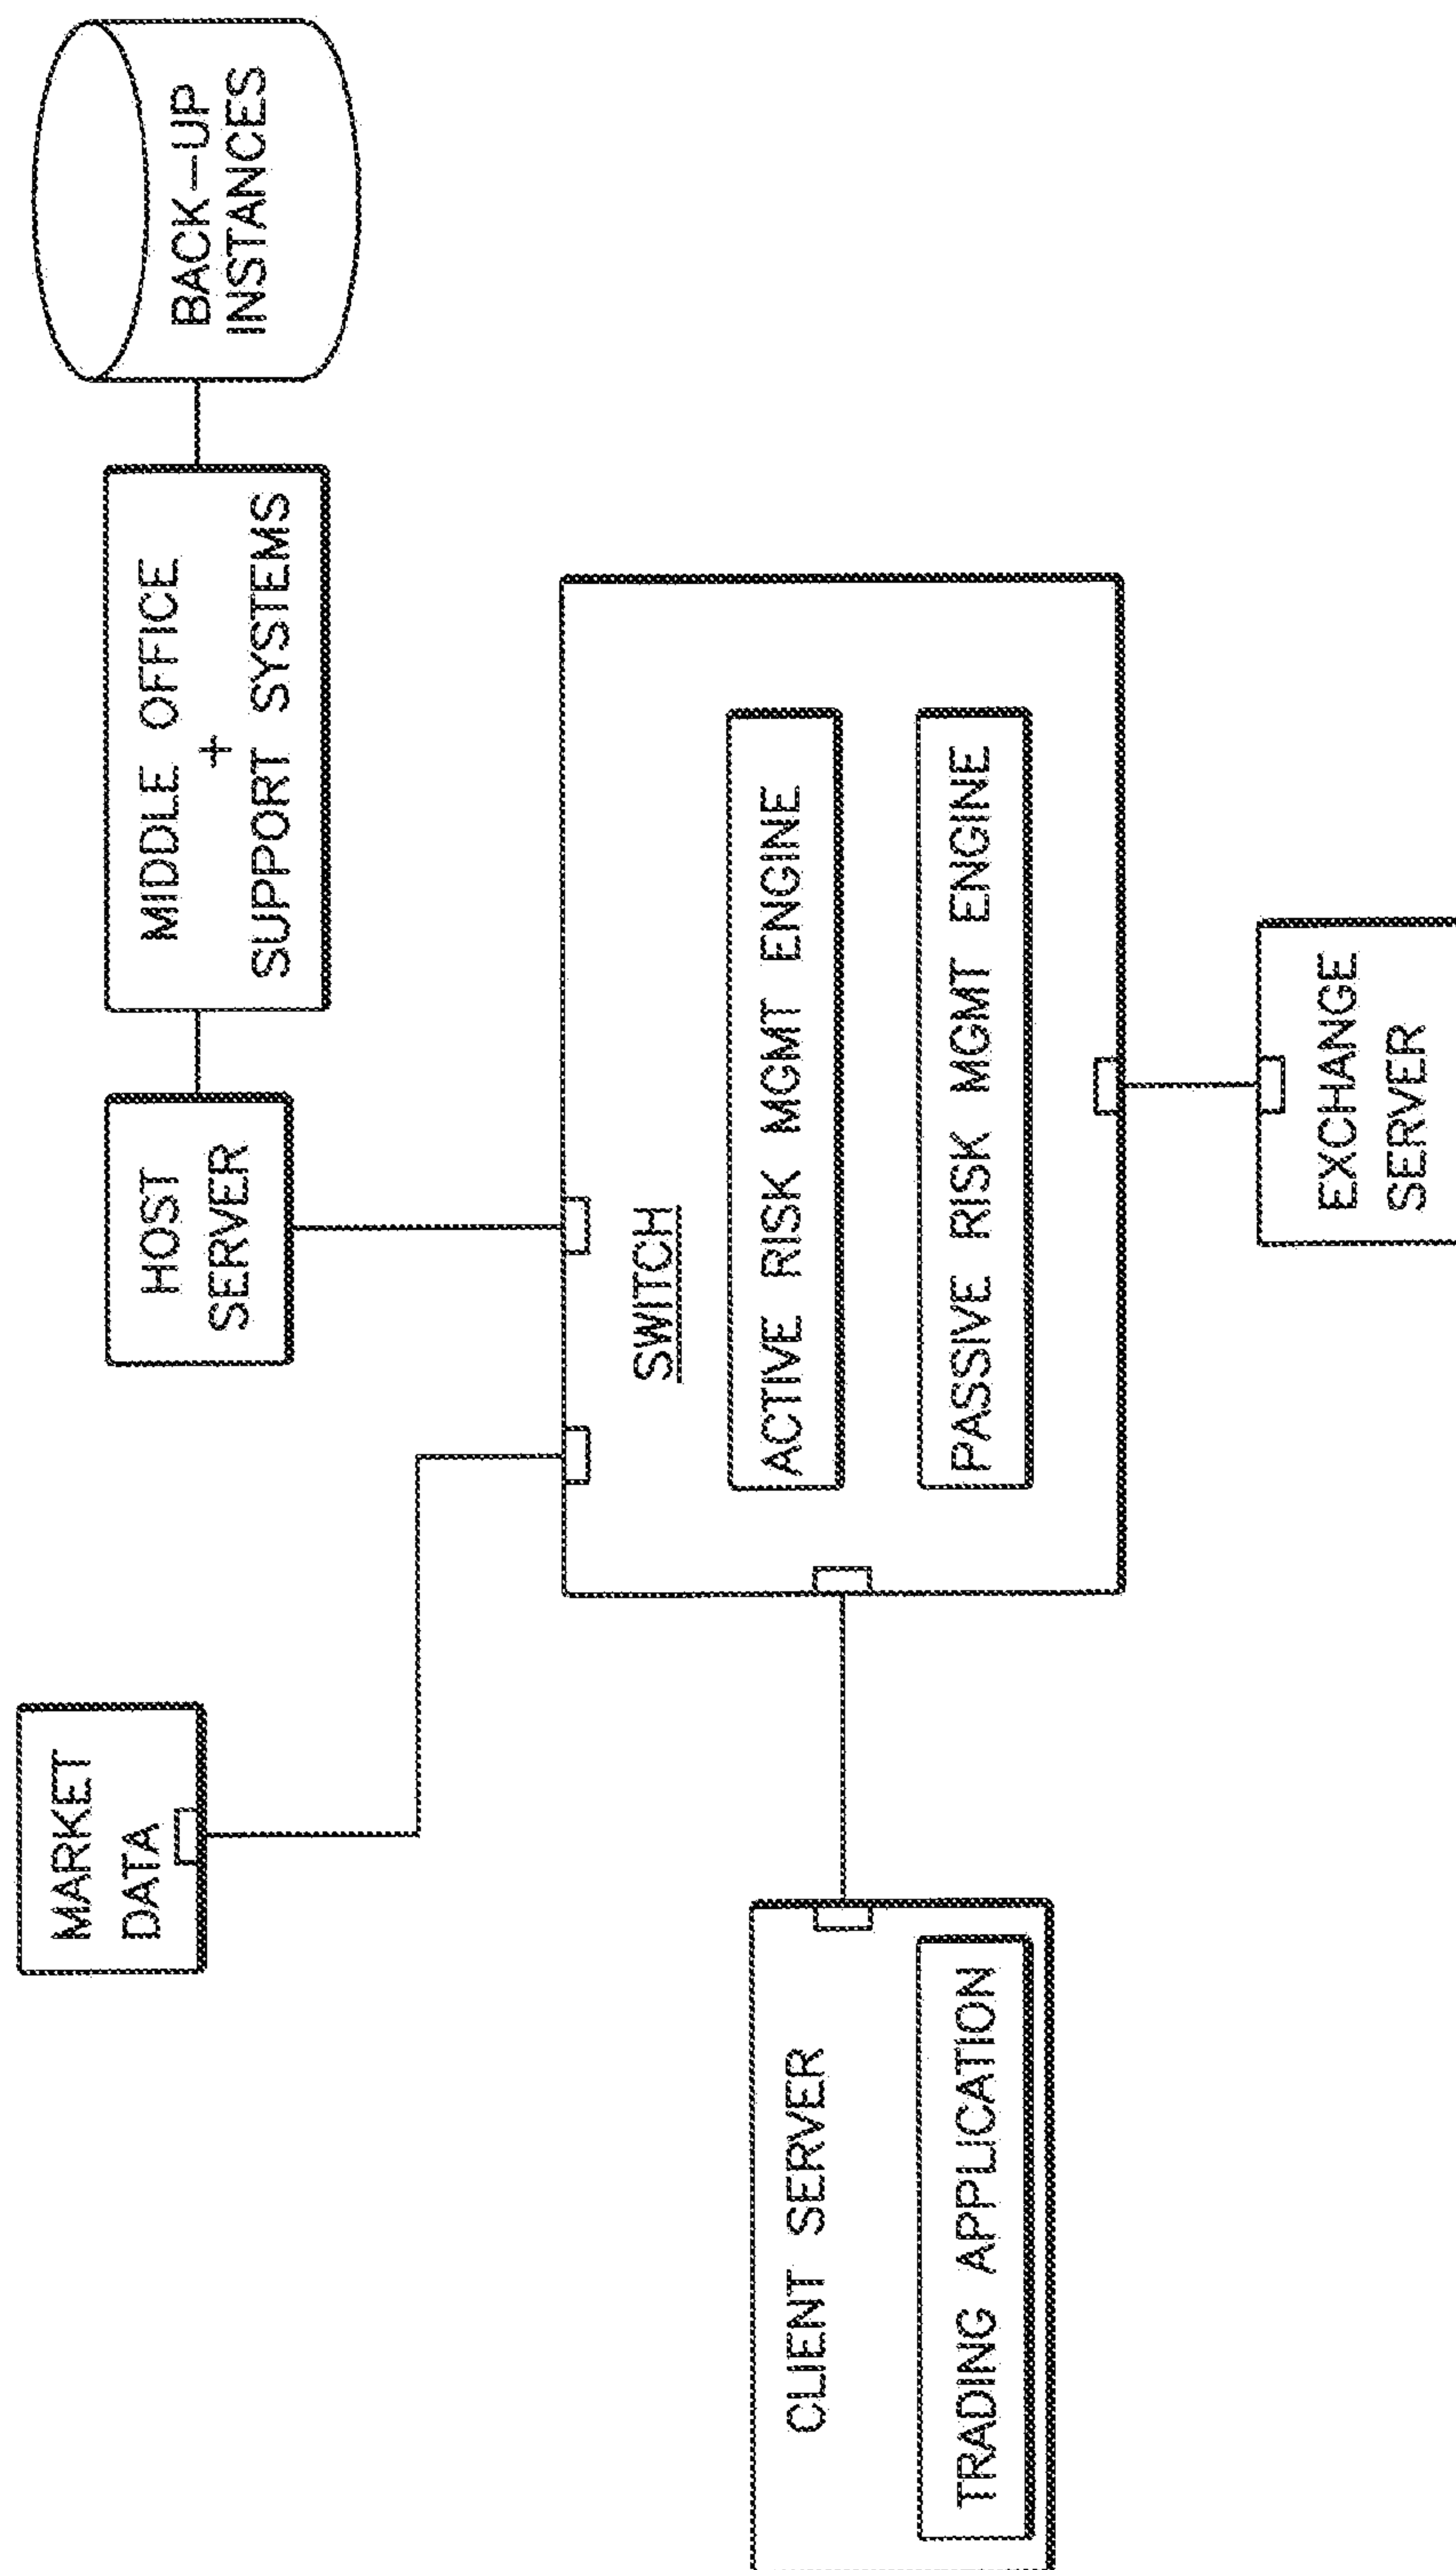 MARKET
DATA
HOST
SERVER
MIDDLE OFFICE
+
SUPPORT SYSTEMS
BACK-UP
INSTANCES
SWITCH
ACTIVE RISK MGMT ENGINE
PASSIVE RISK MGMT ENGINE
CLIENT SERVER
TRADING APPLICATION
EXCHANGE
SERVER